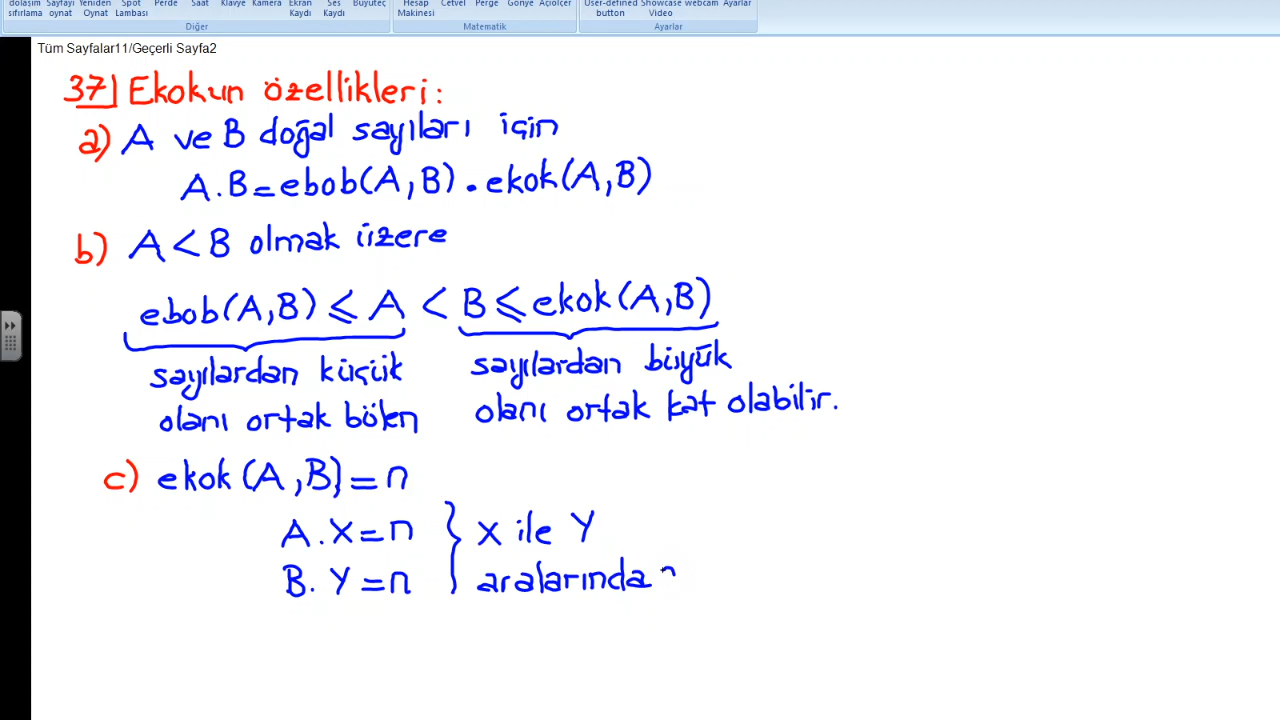 dolaşım Sayfayı Yeniden Spot Perde Saat Klavye Kamera Ekran Ses Büyüteç
sıfırlama oynat Oynat Lambası Kaydı Kaydı
Diğer
Hesap Cetvel Perge Gönye Açıölçer
Makinesi
Matematik
User-defined Showcase webcam Ayarlar
button Video
Ayarlar
Tüm Sayfalar11/Geçerli Sayfa2
37) Ekokun özellikleri:
a) A ve B doğal sayıları için
A.B=ebob(A,B).ekok(A,B)
b) A<B olmak üzere
ebob(A,B)≤A<B≤ekok(A,B)
sayılardan küçük sayılardan büyük
olanı ortak bölen olanı ortak kat olabilir.
c) ekok(A,B)=n
A.X=n } X ile Y
B.Y=n } aralarında